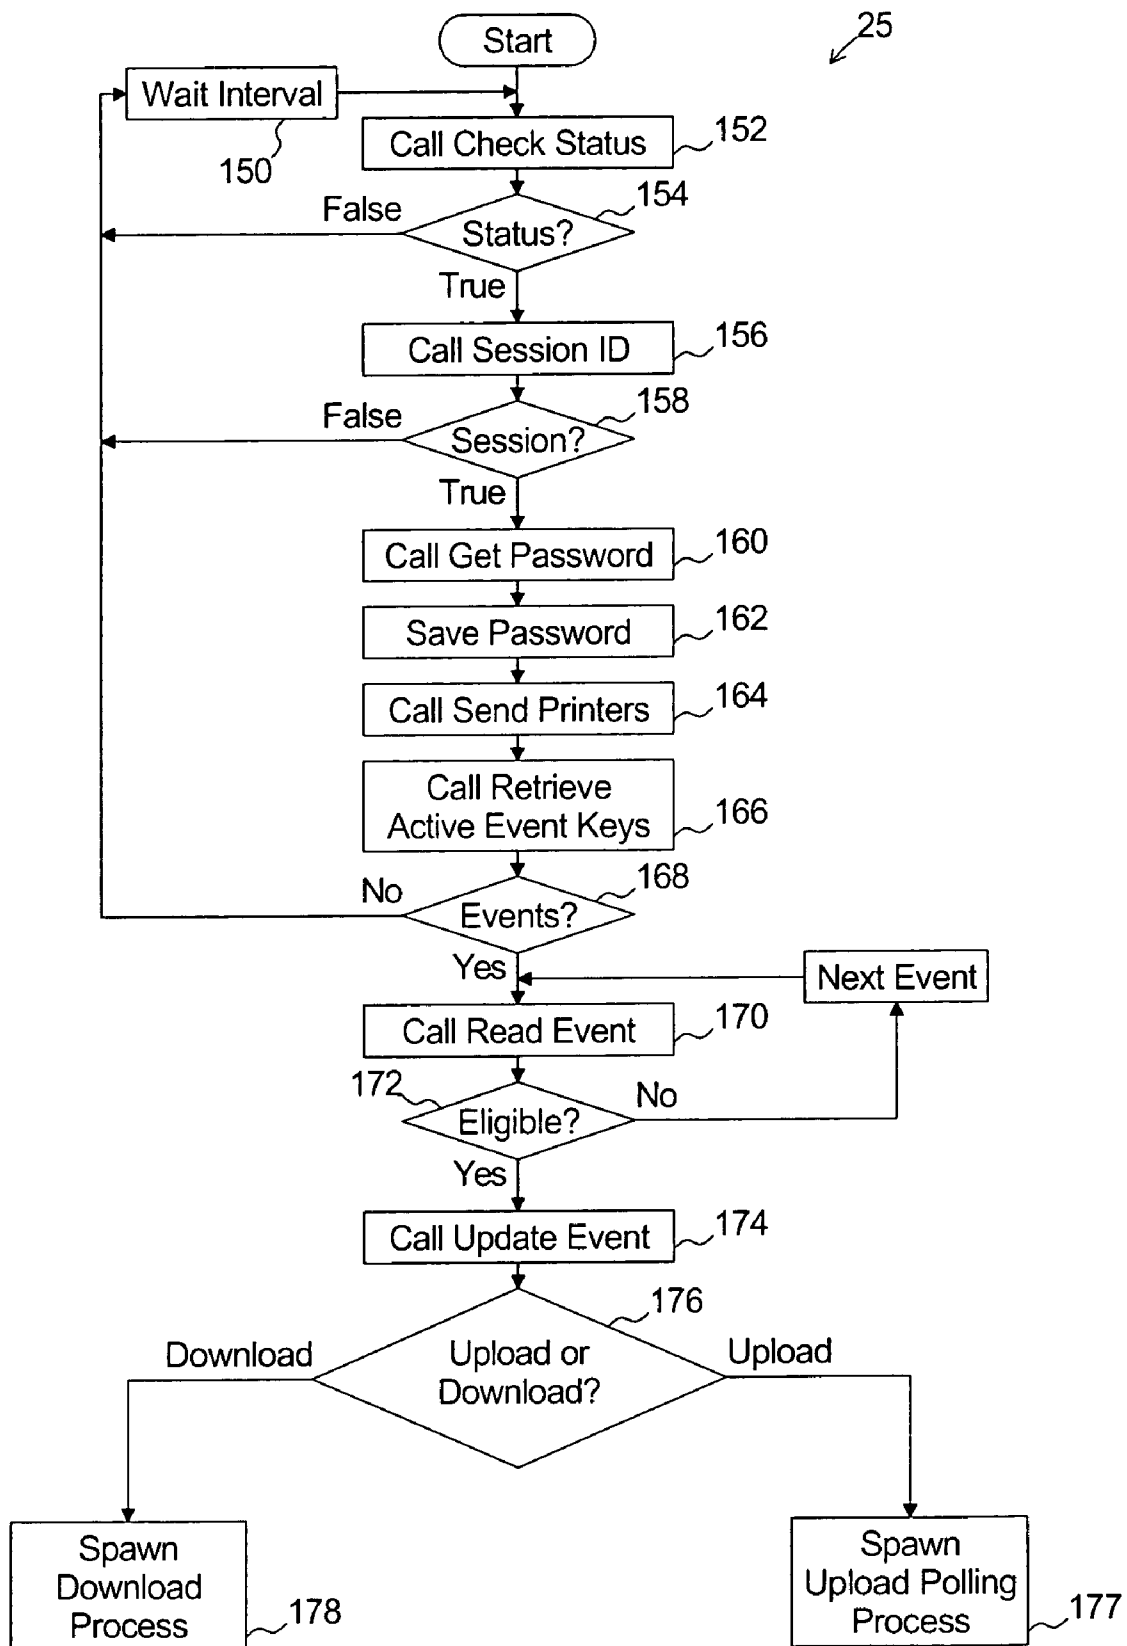 Start
25
Wait Interval
150
Call Check Status
152
154
False
Status?
True
Call Session ID
156
158
False
Session?
True
Call Get Password
160
Save Password
162
Call Send Printers
164
Call Retrieve
Active Event Keys
166
168
No
Events?
Yes
Next Event
Call Read Event
170
172
No
Eligible?
Yes
Call Update Event
174
176
Download
Upload or
Download?
Upload
Spawn
Download
Process
178
Spawn
Upload Polling
Process
177